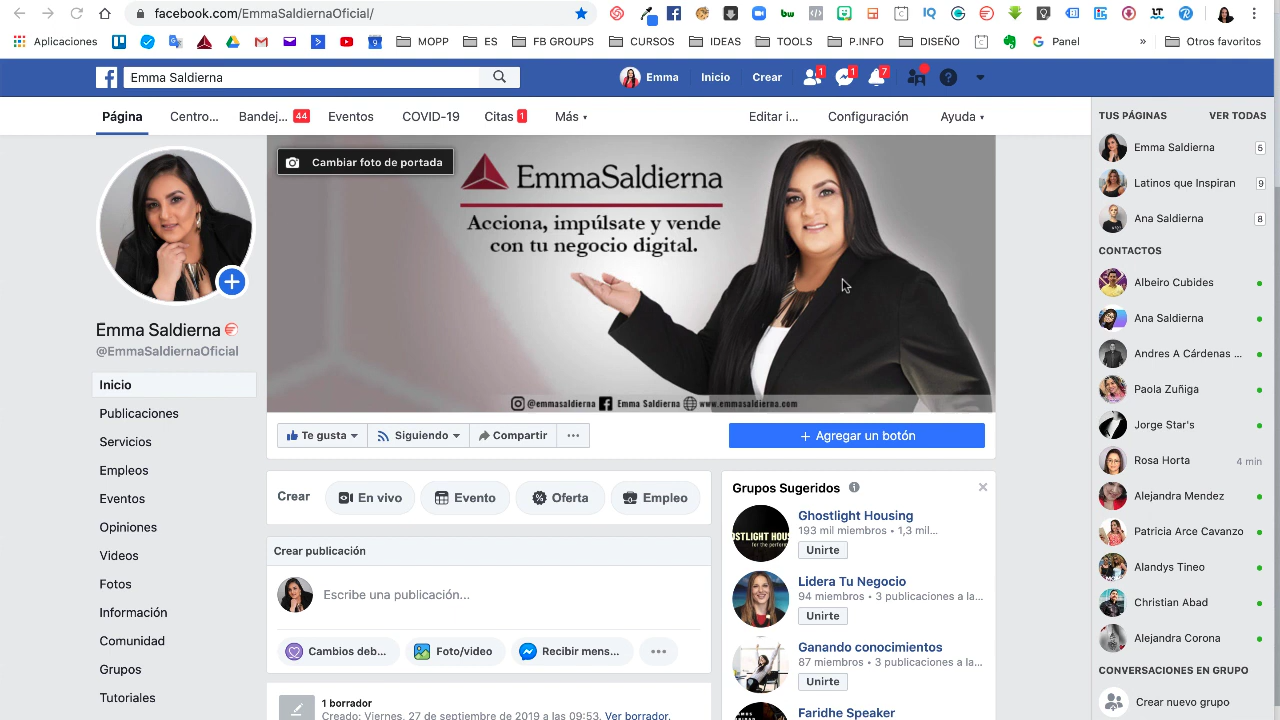 facebook.com/EmmaSaldiernaOficial/
Aplicaciones
MOPP
ES
FB GROUPS
CURSOS
IDEAS
TOOLS
P.INFO
DISEÑO
Panel
»
Otros favoritos
Emma Saldierna
Emma
Inicio
Crear
1
1
7
Página
Centro...
Bandej... 44
Eventos
COVID-19
Citas 1
Más
Editar i...
Configuración
Ayuda
Cambiar foto de portada
EmmaSaldierna
Acciona, impúlsate y vende
con tu negocio digital.
@emmasaldierna Emma Saldierna www.emmasaldierna.com
Emma Saldierna
@EmmaSaldiernaOficial
Inicio
Publicaciones
Servicios
Empleos
Eventos
Opiniones
Videos
Fotos
Información
Comunidad
Grupos
Tutoriales
Te gusta
Siguiendo
Compartir
...
+ Agregar un botón
Crear
En vivo
Evento
Oferta
Empleo
Crear publicación
Escribe una publicación...
Cambios deb...
Foto/video
Recibir mens...
...
1 borrador
Creado: Viernes, 27 de septiembre de 2019 a las 09:53. Ver borrador.
Grupos Sugeridos
Ghostlight Housing
193 mil miembros • 1,3 mil...
Unirte
Lidera Tu Negocio
94 miembros • 3 publicaciones a la...
Unirte
Ganando conocimientos
87 miembros • 3 publicaciones a la...
Unirte
Faridhe Speaker
TUS PÁGINAS
VER TODAS
Emma Saldierna 5
Latinos que Inspiran 9
Ana Saldierna 8
CONTACTOS
Albeiro Cubides
Ana Saldierna
Andres A Cárdenas ...
Paola Zuñiga
Jorge Star's
Rosa Horta 4 min
Alejandra Mendez
Patricia Arce Cavanzo
Alandys Tineo
Christian Abad
Alejandra Corona
CONVERSACIONES EN GRUPO
Crear nuevo grupo